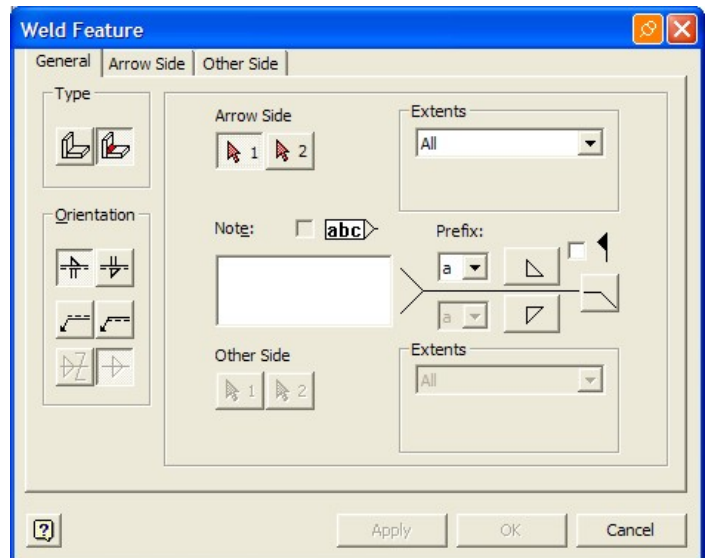 Weld Feature
General Arrow Side Other Side
Type
Arrow Side
1 2
Extents
All
Orientation
Note: abc
Prefix:
a
a
Other Side
1 2
Extents
All
? Apply OK Cancel